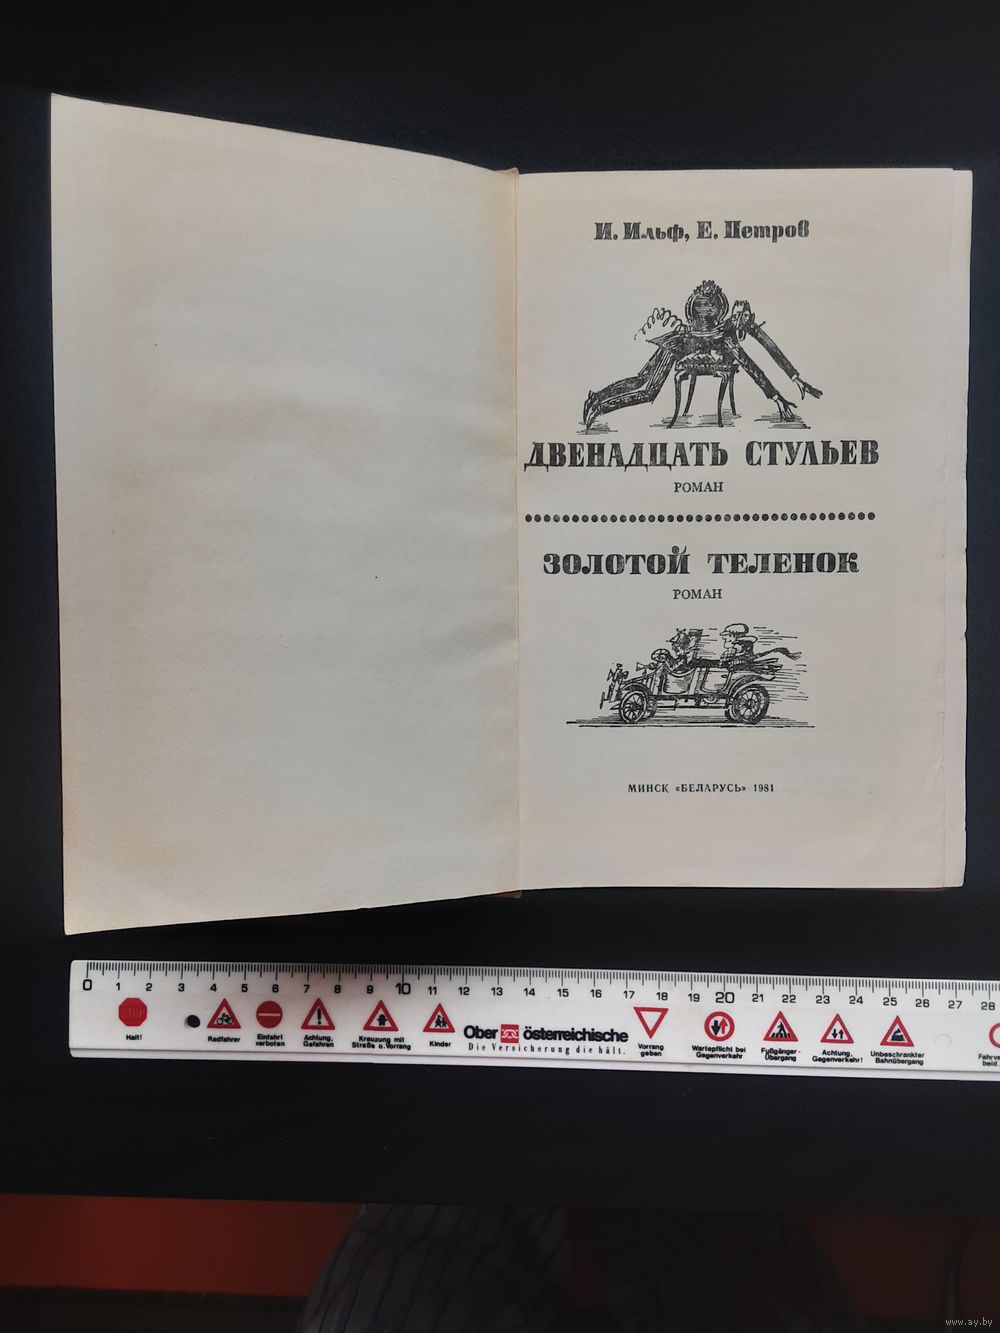 И. Ильф, Е. Петров
ДВЕНАДЦАТЬ СТУЛЬЕВ
РОМАН
ЗОЛОТОЙ ТЕЛЕНОК
РОМАН
МИНСК «БЕЛАРУСЬ» 1981
0 1 2 3 4 5 6 7 8 9 10 11 12 13 14 15 16 17 18 19 20 21 22 23 24 25 26 27 28
STOP
Halt!
Radfahrer
Einfahrt verboten
Achtung, Gefahren
Kreuzung mit Straße o. Vorrang
Kinder
Ober österreichische
Die Versicherung die hält.
Vorrang geben
Wartepflicht bei Gegenverkehr
Fußgänger-Übergang
Achtung, Gegenverkehr!
Unbeschrankter Bahnübergang
www.ay.by